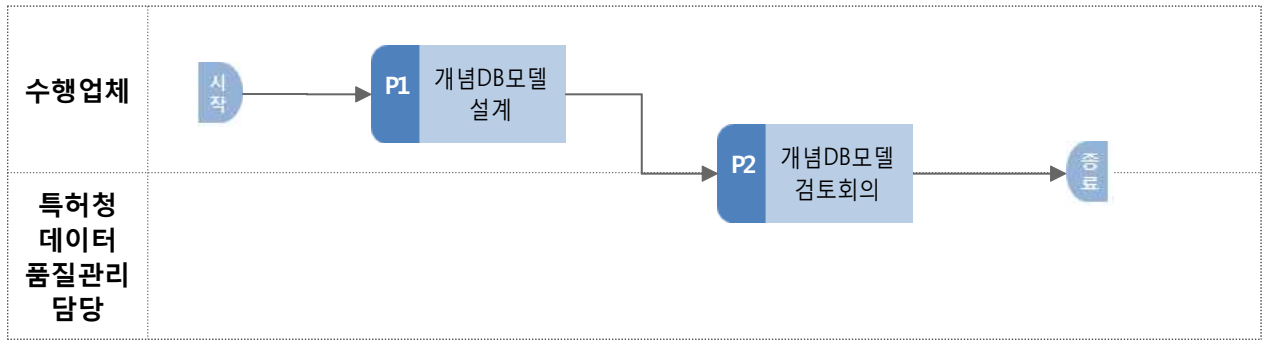 수행업체
시
작
P1
개념DB모델
설계
P2
개념DB모델
검토회의
종
료
특허청
데이터
품질관리
담당